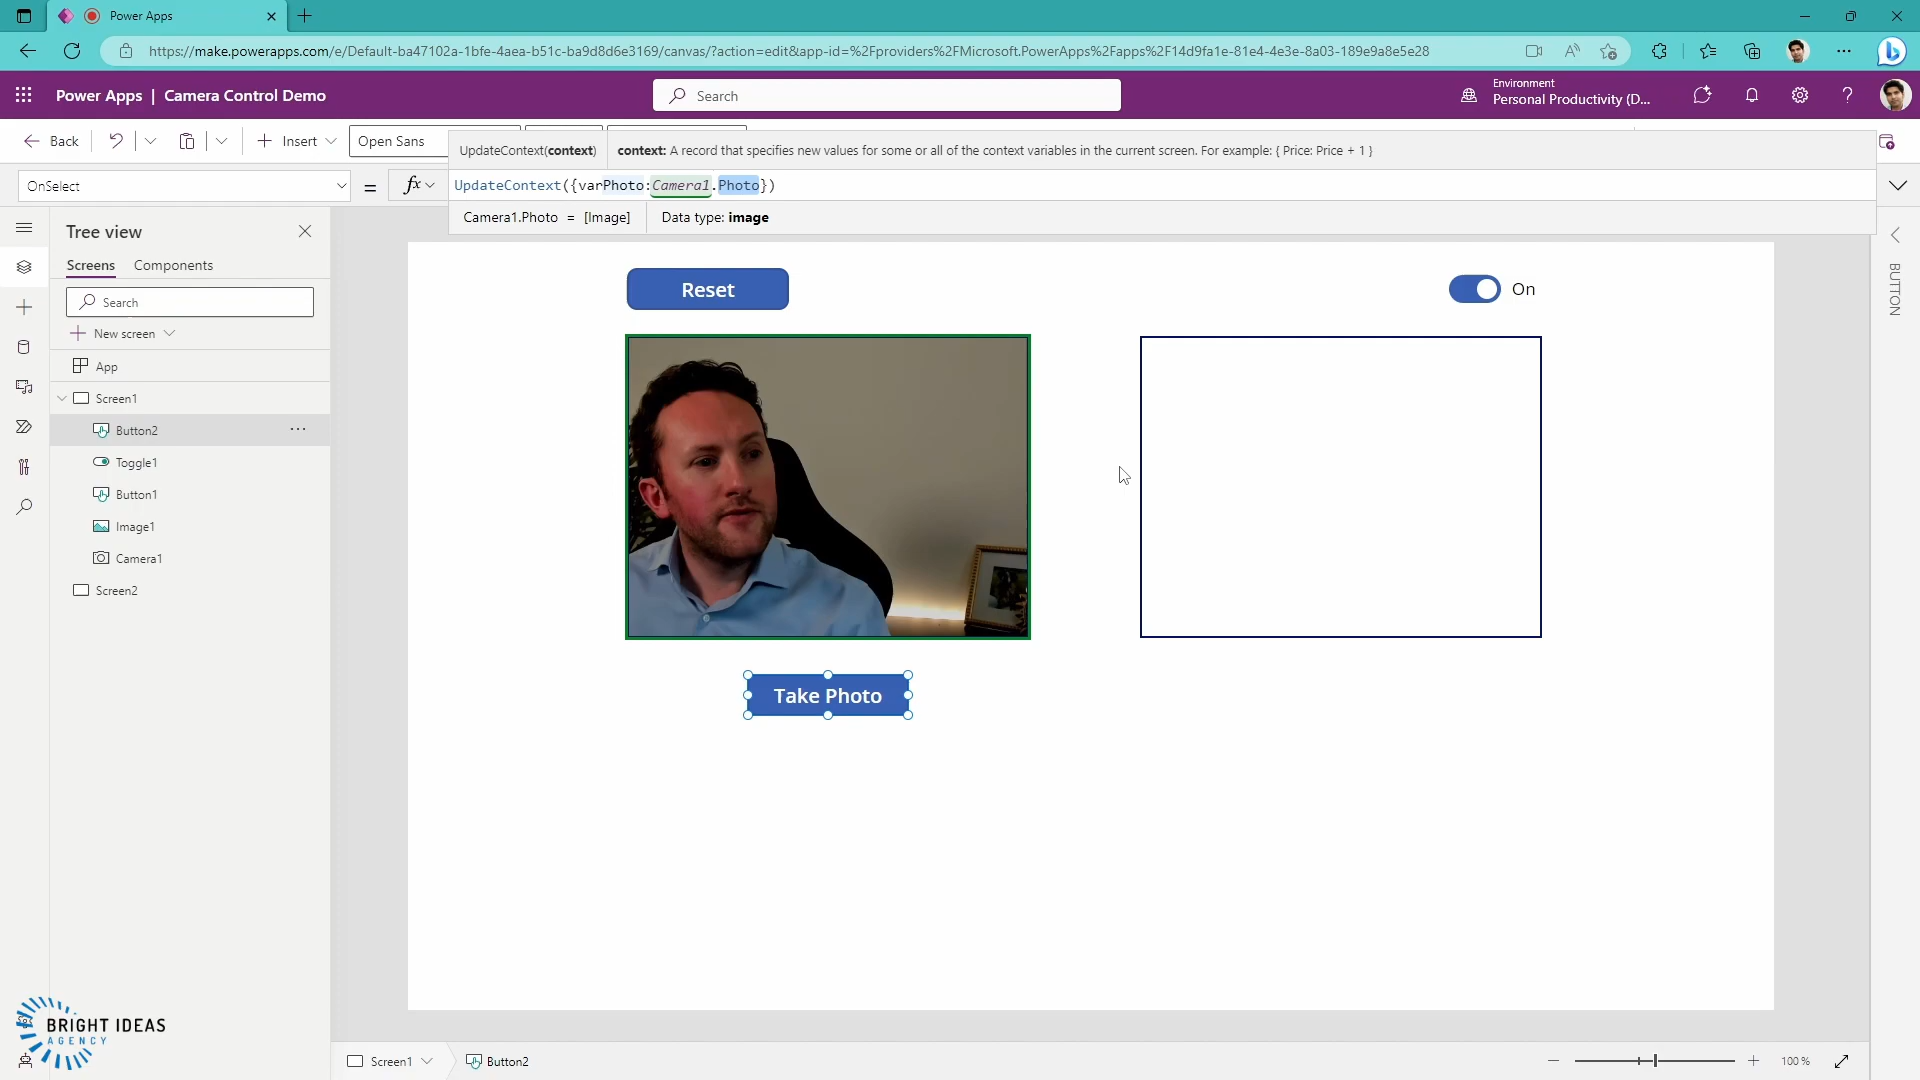 Power Apps
https://make.powerapps.com/e/Default-ba47102a-1bfe-4aea-b51c-ba9d8d6e3169/canvas/?action=edit&app-id=%2Fproviders%2FMicrosoft.PowerApps%2Fapps%2F14d9fa1e-81e4-4e3e-8a03-189e9a8e5e28
Power Apps | Camera Control Demo
Search
Environment
Personal Productivity (D...
Back
Insert
Open Sans
UpdateContext(context)
context: A record that specifies new values for some or all of the context variables in the current screen. For example: { Price: Price + 1 }
OnSelect
=
fx
UpdateContext({varPhoto:Camera1.Photo})
Camera1.Photo = [Image]
Data type: image
Tree view
Screens
Components
Search
New screen
App
Screen1
Button2
Toggle1
Button1
Image1
Camera1
Screen2
Reset
On
Take Photo
BUTTON
BRIGHT IDEAS
AGENCY
Screen1
Button2
100 %